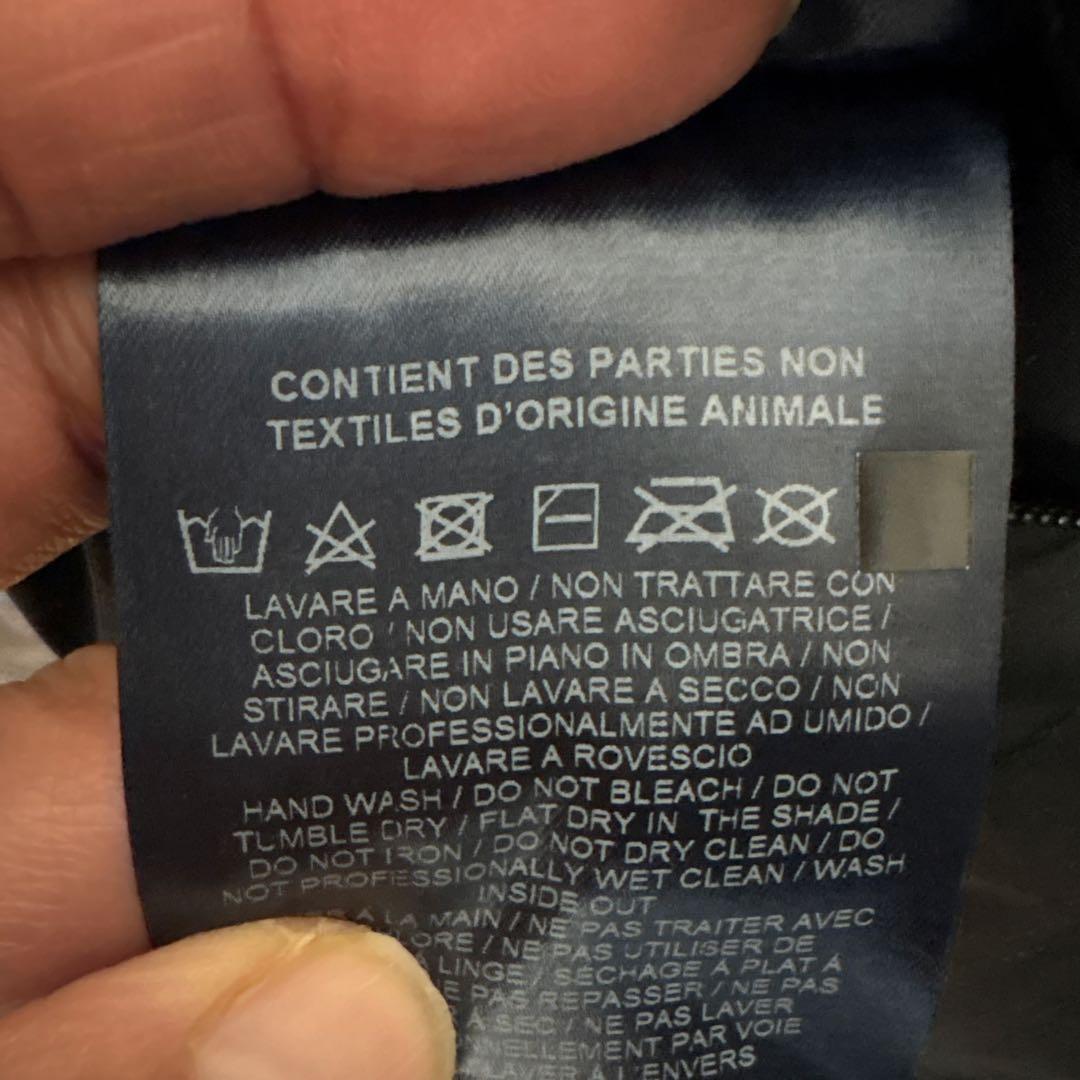 CONTIENT DES PARTIES NON
TEXTILES D'ORIGINE ANIMALE
LAVARE A MANO / NON TRATTARE CON
CLORO / NON USARE ASCIUGATRICE /
ASCIUGARE IN PIANO IN OMBRA / NON
STIRARE / NON LAVARE A SECCO / NON
LAVARE PROFESSIONALMENTE AD UMIDO /
LAVARE A ROVESCIO
HAND WASH / DO NOT BLEACH / DO NOT
TUMBLE DRY / FLAT DRY IN THE SHADE /
DO NOT IRON / DO NOT DRY CLEAN / DO
NOT PROFESSIONALLY WET CLEAN / WASH
INSIDE OUT
À LA MAIN / NE PAS TRAITER AVEC
/ NE PAS UTILISER DE
LINGE / SÉCHAGE À PLAT À
NE PAS REPASSER / NE PAS
À SEC / NE PAS LAVER
PAR VOIE
LAVER À L'ENVERS